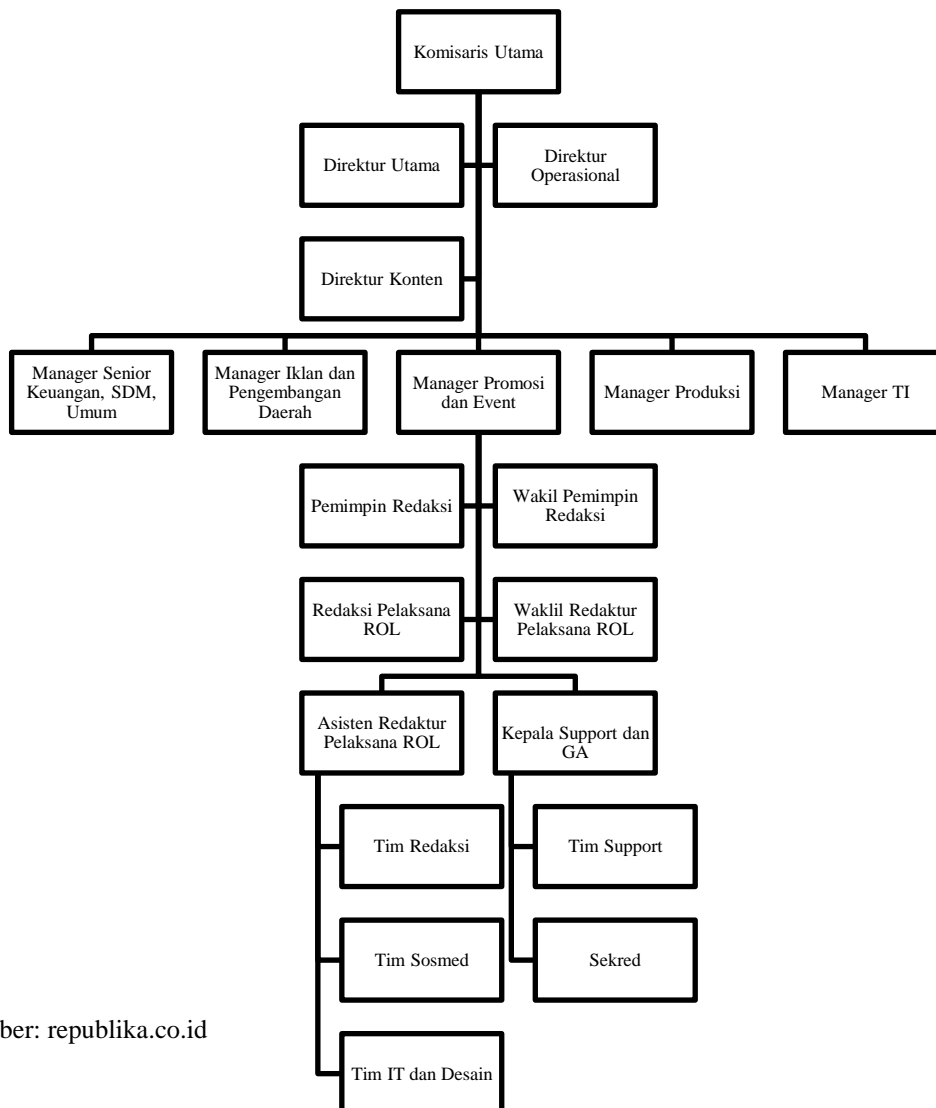 Komisaris Utama
Direktur Utama
Direktur
Operasional
Direktur Konten
Manager Senior
Keuangan, SDM,
Umum
Manager Iklan dan
Pengembangan
Daerah
Manager Promosi
dan Event
Manager Produksi
Manager TI
Pemimpin Redaksi
Wakil Pemimpin
Redaksi
Redaksi Pelaksana
ROL
Waklil Redaktur
Pelaksana ROL
Asisten Redaktur
Pelaksana ROL
Kepala Support dan
GA
Tim Redaksi
Tim Support
Tim Sosmed
Sekred
ber: republika.co.id
Tim IT dan Desain